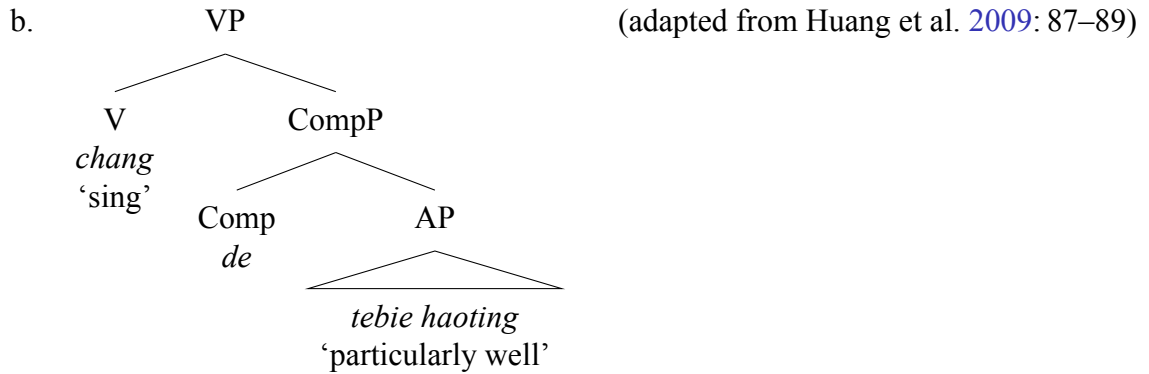 b. VP (adapted from Huang et al. 2009: 87–89)
V CompP
chang
‘sing’
Comp AP
de
tebie haoting
‘particularly well’